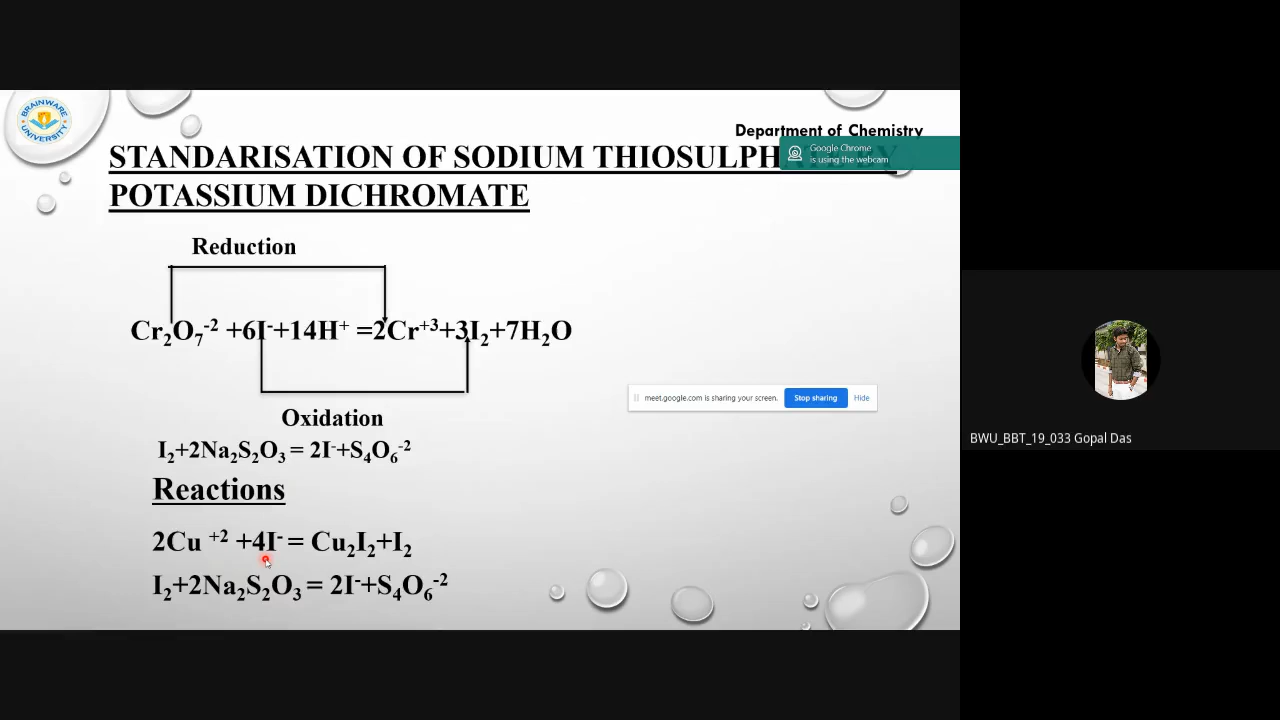 BRAINWARE UNIVERSITY
Department of Chemistry
STANDARISATION OF SODIUM THIOSULPH
Google Chrome
is using the webcam
POTASSIUM DICHROMATE
Reduction
Cr₂O₇⁻² +6I⁻+14H⁺ =2Cr⁺³+3I₂+7H₂O
meet.google.com is sharing your screen. Stop sharing Hide
Oxidation
I₂+2Na₂S₂O₃ = 2I⁻+S₄O₆⁻²
BWU_BBT_19_033 Gopal Das
Reactions
2Cu ⁺² +4I⁻ = Cu₂I₂+I₂
I₂+2Na₂S₂O₃ = 2I⁻+S₄O₆⁻²